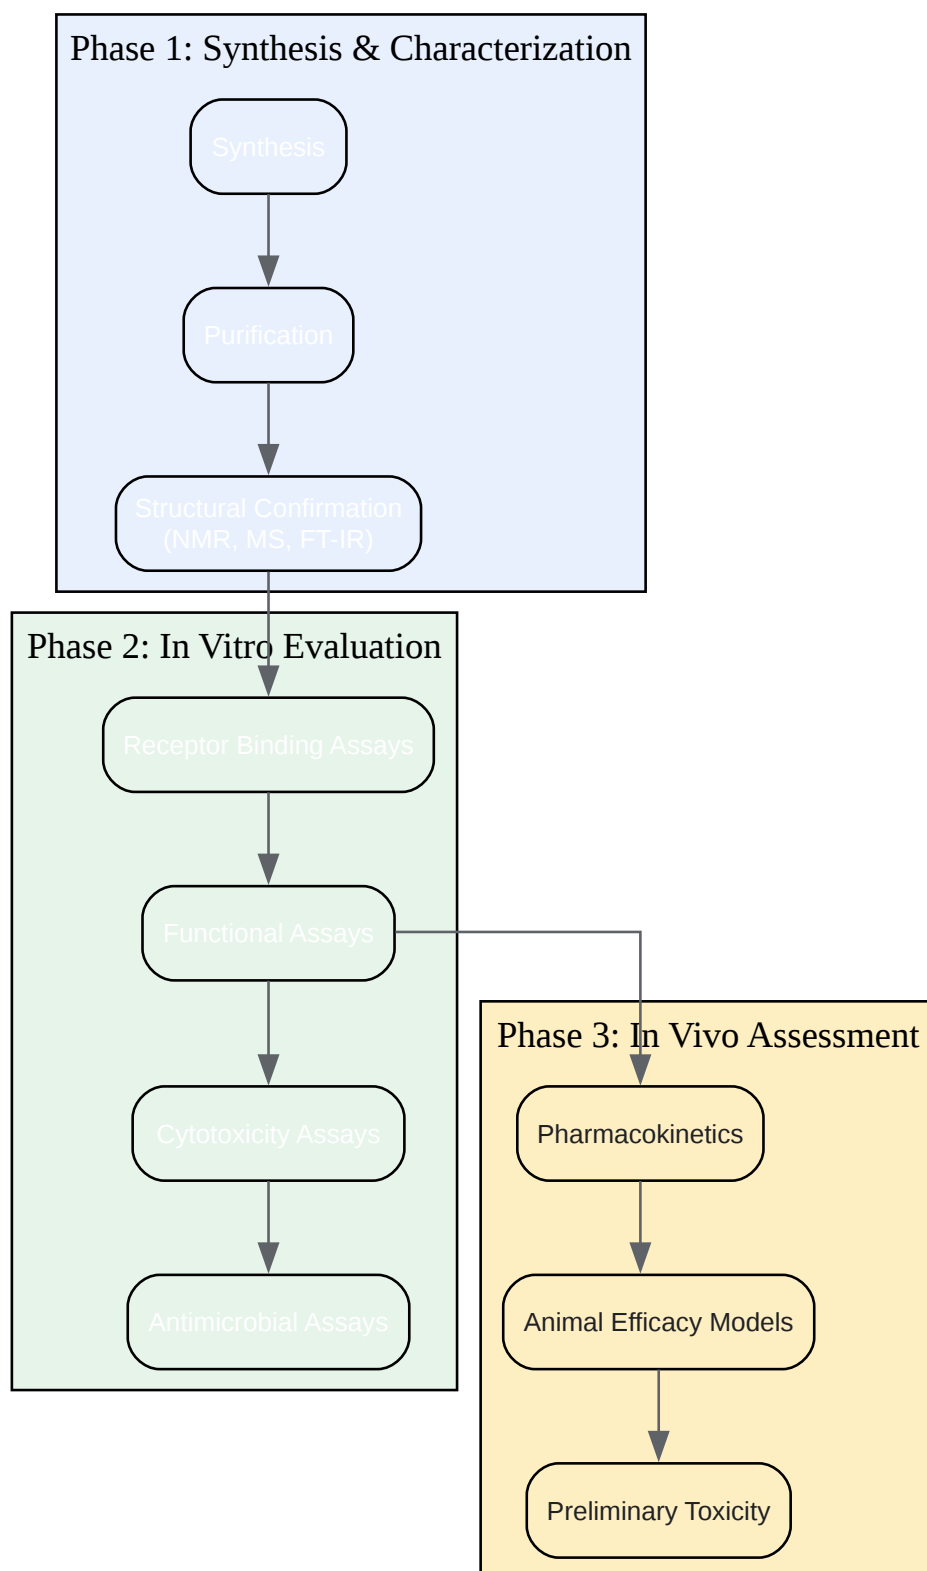 Phase 1: Synthesis & Characterization
Synthesis
Purification
Structural Confirmation
(NMR, MS, FT-IR)
Phase 2: In Vitro Evaluation
Receptor Binding Assays
Functional Assays
Cytotoxicity Assays
Antimicrobial Assays
Phase 3: In Vivo Assessment
Pharmacokinetics
Animal Efficacy Models
Preliminary Toxicity